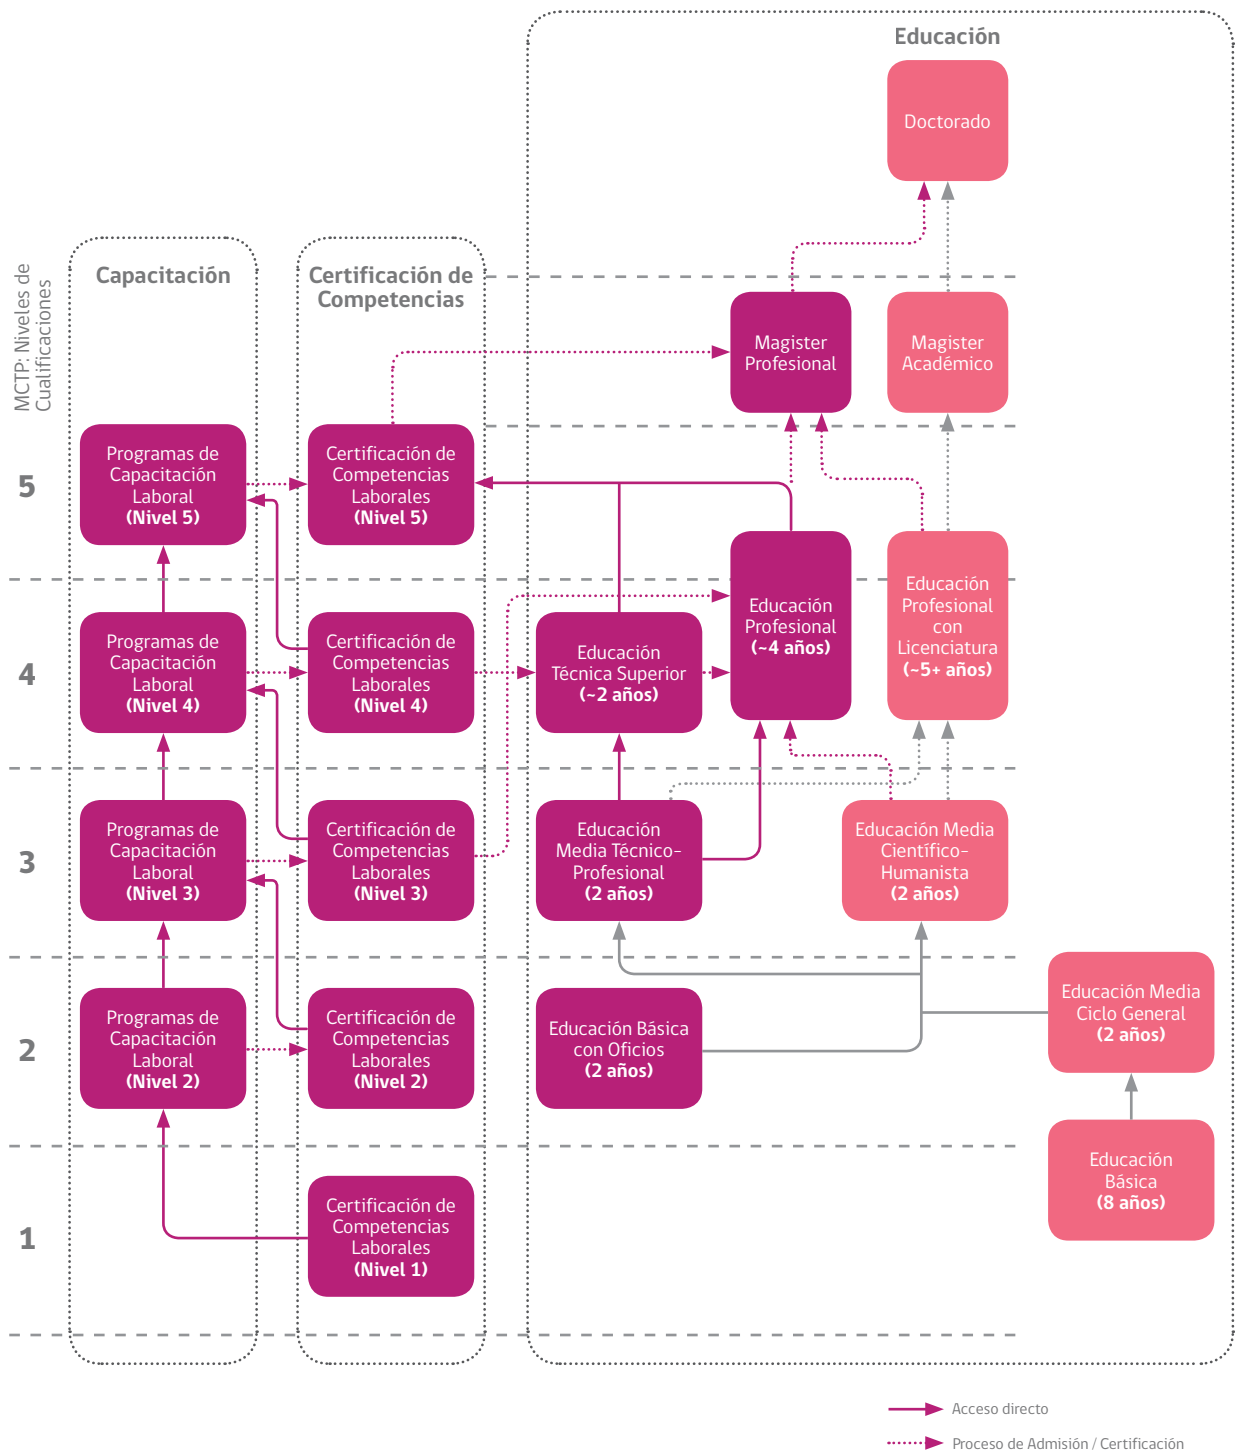 Educación
Doctorado
MCTP: Niveles de
Cualificaciones
Capacitación
Certificación de
Competencias
Magister
Profesional
Magister
Académico
5
Programas de
Capacitación
Laboral
(Nivel 5)
Certificación de
Competencias
Laborales
(Nivel 5)
4
Programas de
Capacitación
Laboral
(Nivel 4)
Certificación de
Competencias
Laborales
(Nivel 4)
Educación
Técnica Superior
(~2 años)
Educación
Profesional
(~4 años)
Educación
Profesional
con
Licenciatura
(~5+ años)
3
Programas de
Capacitación
Laboral
(Nivel 3)
Certificación de
Competencias
Laborales
(Nivel 3)
Educación
Media Técnico-
Profesional
(2 años)
Educación Media
Científico-
Humanista
(2 años)
2
Programas de
Capacitación
Laboral
(Nivel 2)
Certificación de
Competencias
Laborales
(Nivel 2)
Educación Básica
con Oficios
(2 años)
Educación Media
Ciclo General
(2 años)
1
Certificación de
Competencias
Laborales
(Nivel 1)
Educación
Básica
(8 años)
Acceso directo
Proceso de Admisión / Certificación